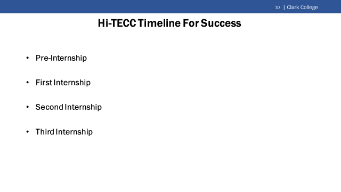 | Clark College
Hi-TECC Timeline For Success
• Pre-Internship
• First Internship
• Second Internship
• Third Internship